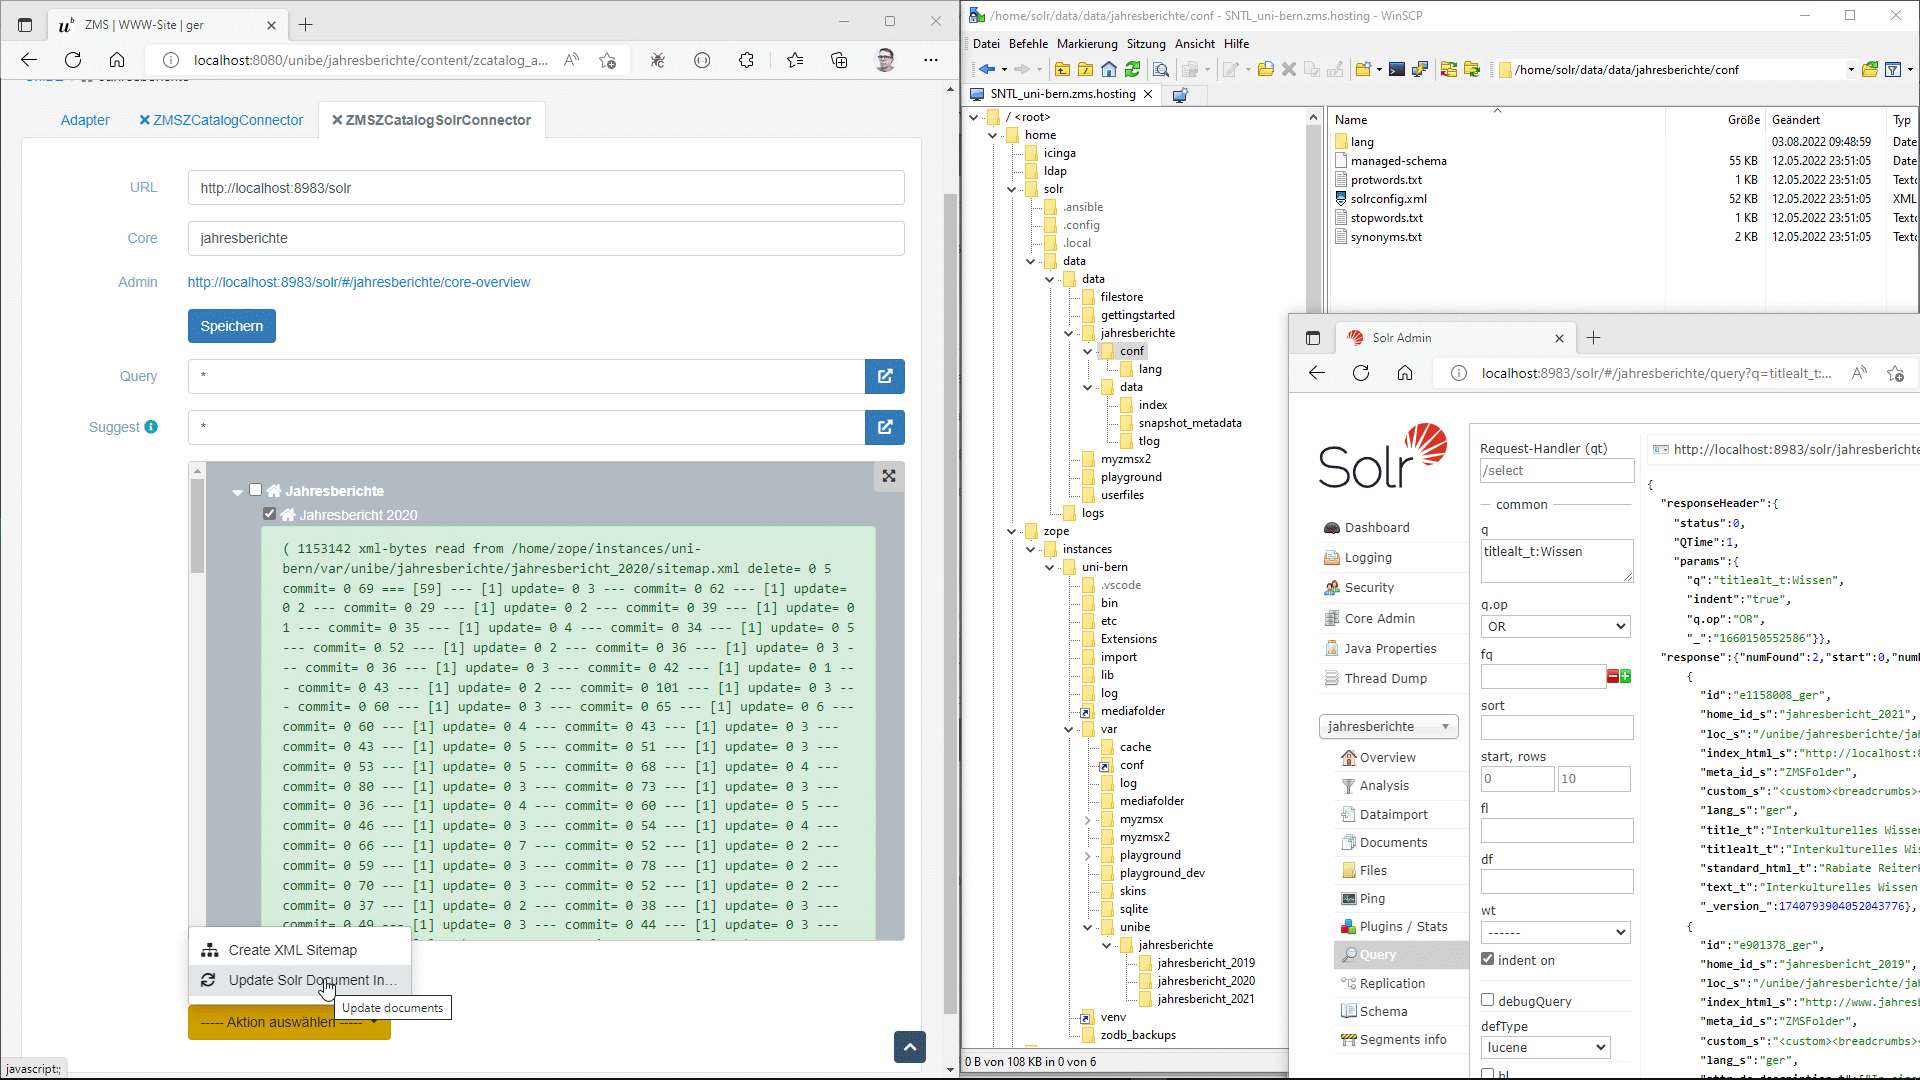 ZMS | WWW-Site | ger
localhost:8080/unibe/jahresberichte/content/zcatalog_a...
Adapter
ZMSZCatalogConnector
ZMSZCatalogSolrConnector
URL
http://localhost:8983/solr
Core
jahresberichte
Admin
http://localhost:8983/solr/#/jahresberichte/core-overview
Speichern
Query
*
Suggest
*
Jahresberichte
Jahresbericht 2020
( 1153142 xml-bytes read from /home/zope/instances/uni-
bern/var/unibe/jahresberichte/jahresbericht_2020/sitemap.xml delete= 0 5
commit= 0 69 === [59] --- [1] update= 0 3 --- commit= 0 62 --- [1] update=
0 2 --- commit= 0 29 --- [1] update= 0 2 --- commit= 0 39 --- [1] update= 0
1 --- commit= 0 35 --- [1] update= 0 4 --- commit= 0 34 --- [1] update= 0 5
--- commit= 0 52 --- [1] update= 0 2 --- commit= 0 36 --- [1] update= 0 3 -
-- commit= 0 36 --- [1] update= 0 3 --- commit= 0 42 --- [1] update= 0 1 --
- commit= 0 43 --- [1] update= 0 2 --- commit= 0 101 --- [1] update= 0 3 --
- commit= 0 60 --- [1] update= 0 3 --- commit= 0 65 --- [1] update= 0 6 ---
commit= 0 60 --- [1] update= 0 4 --- commit= 0 43 --- [1] update= 0 3 ---
commit= 0 43 --- [1] update= 0 5 --- commit= 0 51 --- [1] update= 0 3 ---
commit= 0 53 --- [1] update= 0 5 --- commit= 0 68 --- [1] update= 0 4 ---
commit= 0 80 --- [1] update= 0 3 --- commit= 0 73 --- [1] update= 0 3 ---
commit= 0 36 --- [1] update= 0 4 --- commit= 0 60 --- [1] update= 0 5 ---
commit= 0 46 --- [1] update= 0 3 --- commit= 0 54 --- [1] update= 0 4 ---
commit= 0 66 --- [1] update= 0 7 --- commit= 0 52 --- [1] update= 0 2 ---
commit= 0 59 --- [1] update= 0 3 --- commit= 0 78 --- [1] update= 0 2 ---
commit= 0 70 --- [1] update= 0 3 --- commit= 0 52 --- [1] update= 0 2 ---
commit= 0 37 --- [1] update= 0 2 --- commit= 0 38 --- [1] update= 0 3 ---
commit= 0 49 --- [1] update= 0 3 --- commit= 0 44 --- [1] update= 0 3 ---
Create XML Sitemap
Update Solr Document In...
Update documents
----- Aktion auswählen -----
javascript:;
/home/solr/data/data/jahresberichte/conf - SNTL_uni-bern.zms.hosting - WinSCP
Datei Befehle Markierung Sitzung Ansicht Hilfe
/home/solr/data/data/jahresberichte/conf
SNTL_uni-bern.zms.hosting
/ <root>
home
icinga
ldap
solr
.ansible
.config
.local
data
data
filestore
gettingstarted
jahresberichte
conf
lang
data
index
snapshot_metadata
tlog
myzmsx2
playground
userfiles
logs
zope
instances
uni-bern
.vscode
bin
etc
Extensions
import
lib
log
mediafolder
var
cache
conf
log
mediafolder
myzmsx
myzmsx2
playground
playground_dev
skins
sqlite
unibe
jahresberichte
jahresbericht_2019
jahresbericht_2020
jahresbericht_2021
venv
zodb_backups
0 B von 108 KB in 0 von 6
Name Größe Geändert Typ
lang 03.08.2022 09:48:59 Date
managed-schema 55 KB 12.05.2022 23:51:05 Date
protwords.txt 1 KB 12.05.2022 23:51:05 Textc
solrconfig.xml 52 KB 12.05.2022 23:51:05 XML
stopwords.txt 1 KB 12.05.2022 23:51:05 Textc
synonyms.txt 2 KB 12.05.2022 23:51:05 Textc
Solr Admin
localhost:8983/solr/#/jahresberichte/query?q=titlealt_t:...
Solr
Dashboard
Logging
Security
Core Admin
Java Properties
Thread Dump
jahresberichte
Overview
Analysis
Dataimport
Documents
Files
Ping
Plugins / Stats
Query
Replication
Schema
Segments info
Request-Handler (qt)
/select
common
q
titlealt_t:Wissen
q.op
OR
fq
sort
start, rows
0 10
fl
df
wt
------
indent on
debugQuery
defType
lucene
hl
http://localhost:8983/solr/jahresberichte
{
"responseHeader":{
"status":0,
"QTime":1,
"params":{
"q":"titlealt_t:Wissen",
"indent":"true",
"q.op":"OR",
"_":"1660150552586"}},
"response":{"numFound":2,"start":0,"numF
{
"id":"e1158008_ger",
"home_id_s":"jahresbericht_2021",
"loc_s":"/unibe/jahresberichte/jah
"index_html_s":"http://localhost:8
"meta_id_s":"ZMSFolder",
"custom_s":"<custom><breadcrumbs><
"lang_s":"ger",
"title_t":"Interkulturelles Wissen
"titlealt_t":"Interkulturelles Wis
"standard_html_t":"Rabiate Reiterk
"text_t":"Interkulturelles Wissen
"_version_":1740793904052043776},
{
"id":"e901378_ger",
"home_id_s":"jahresbericht_2019",
"loc_s":"/unibe/jahresberichte/jah
"index_html_s":"http://www.jahresb
"meta_id_s":"ZMSFolder",
"custom_s":"<custom><breadcrumbs><
"lang_s":"ger",